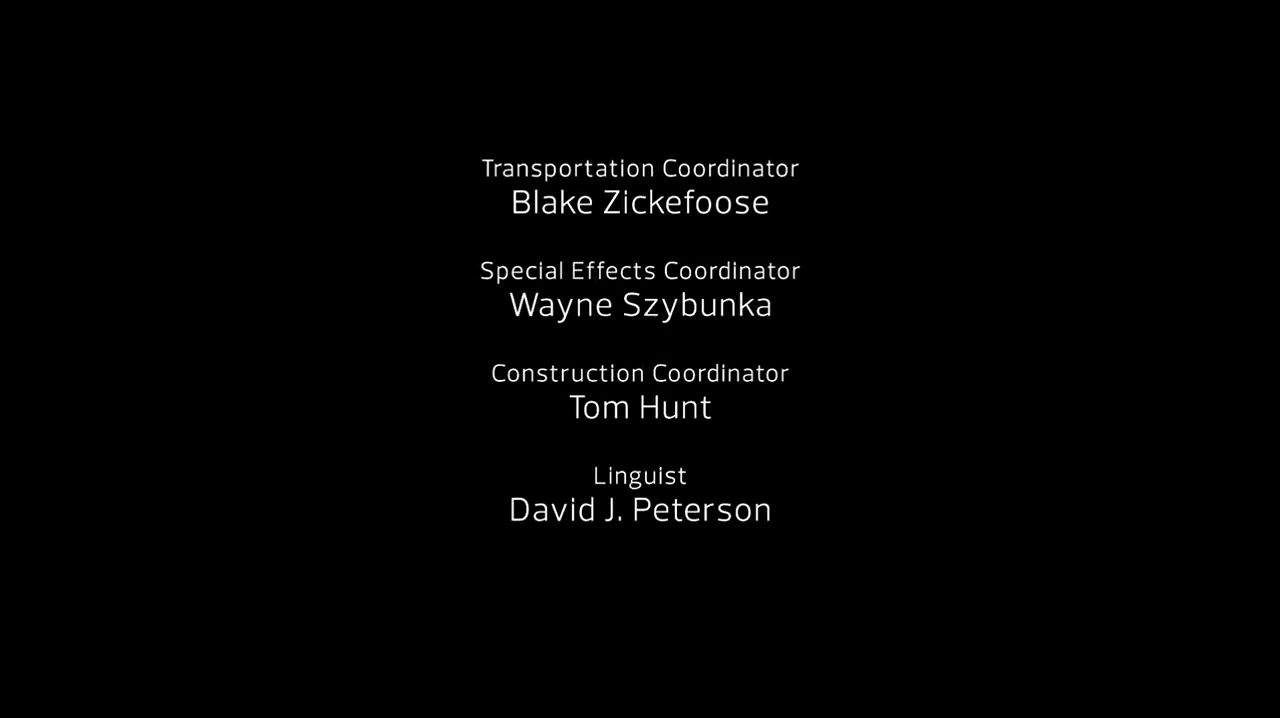 Transportation Coordinator
Blake Zickefoose
Special Effects Coordinator
Wayne Szybunka
Construction Coordinator
Tom Hunt
Linguist
David J. Peterson